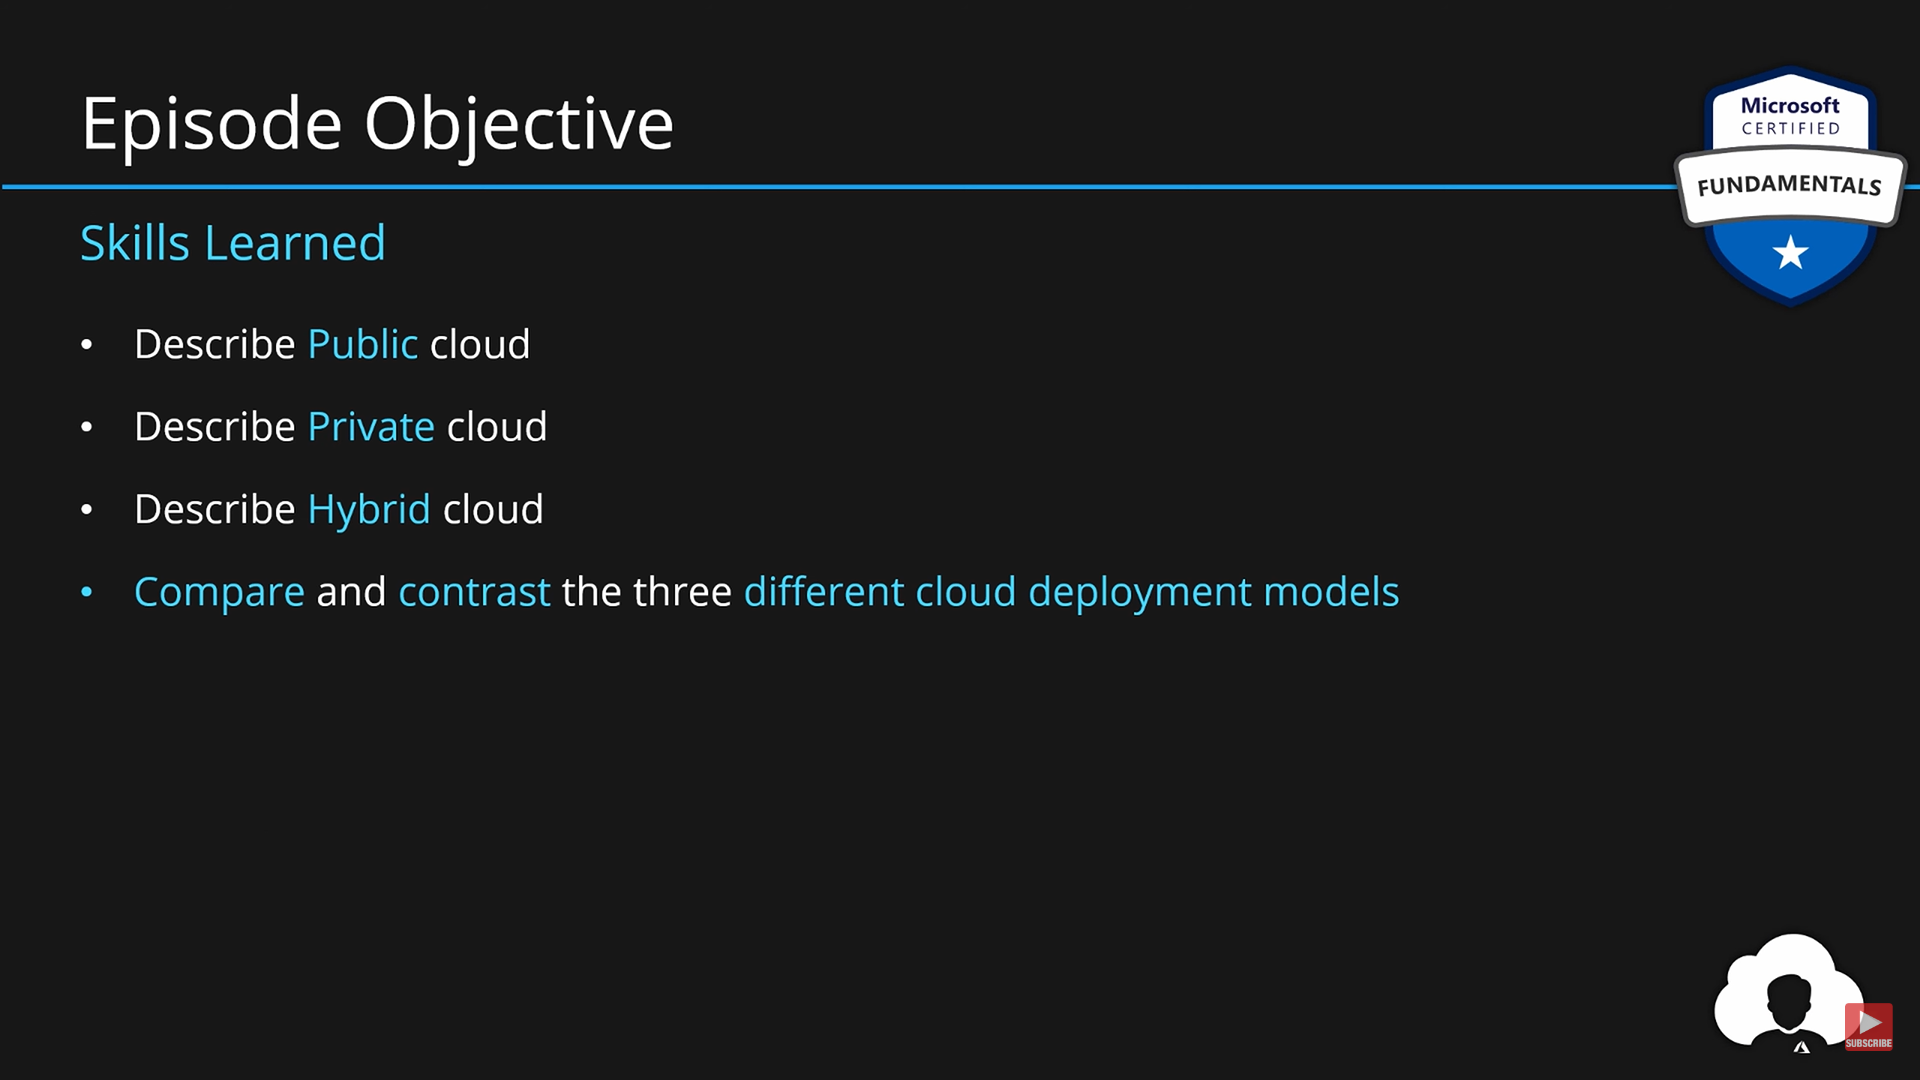 Episode Objective
Microsoft
CERTIFIED
FUNDAMENTALS
Skills Learned
• Describe Public cloud
• Describe Private cloud
• Describe Hybrid cloud
• Compare and contrast the three different cloud deployment models
SUBSCRIBE